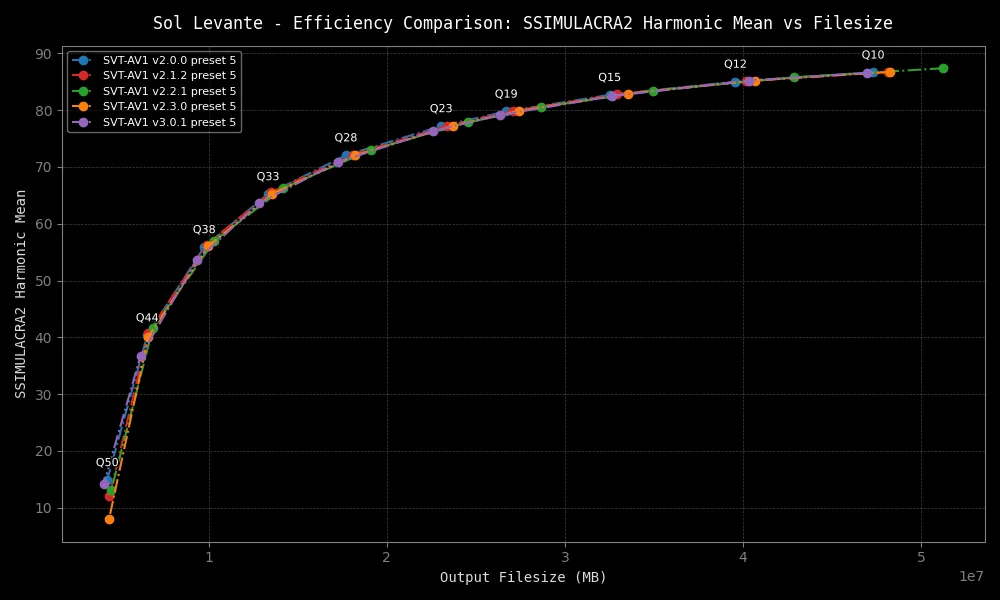 Sol Levante - Efficiency Comparison: SSIMULACRA2 Harmonic Mean vs Filesize
SVT-AV1 v2.0.0 preset 5
SVT-AV1 v2.1.2 preset 5
SVT-AV1 v2.2.1 preset 5
SVT-AV1 v2.3.0 preset 5
SVT-AV1 v3.0.1 preset 5
SSIMULACRA2 Harmonic Mean
90
80
70
60
50
40
30
20
10
Q50
Q44
Q38
Q33
Q28
Q23
Q19
Q15
Q12
Q10
1
2
3
4
5
1e7
Output Filesize (MB)